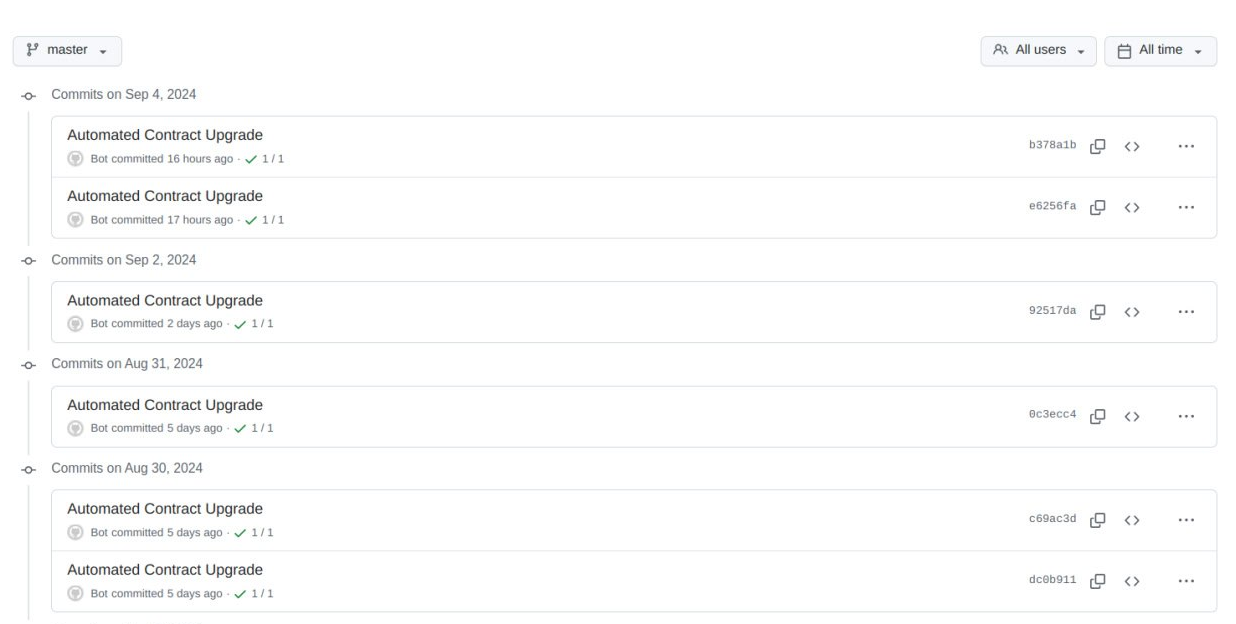 master
All users
All time
Commits on Sep 4, 2024
Automated Contract Upgrade
b378a1b
Bot committed 16 hours ago · 1 / 1
Automated Contract Upgrade
e6256fa
Bot committed 17 hours ago · 1 / 1
Commits on Sep 2, 2024
Automated Contract Upgrade
92517da
Bot committed 2 days ago · 1 / 1
Commits on Aug 31, 2024
Automated Contract Upgrade
0c3ecc4
Bot committed 5 days ago · 1 / 1
Commits on Aug 30, 2024
Automated Contract Upgrade
c69ac3d
Bot committed 5 days ago · 1 / 1
Automated Contract Upgrade
dc0b911
Bot committed 5 days ago · 1 / 1